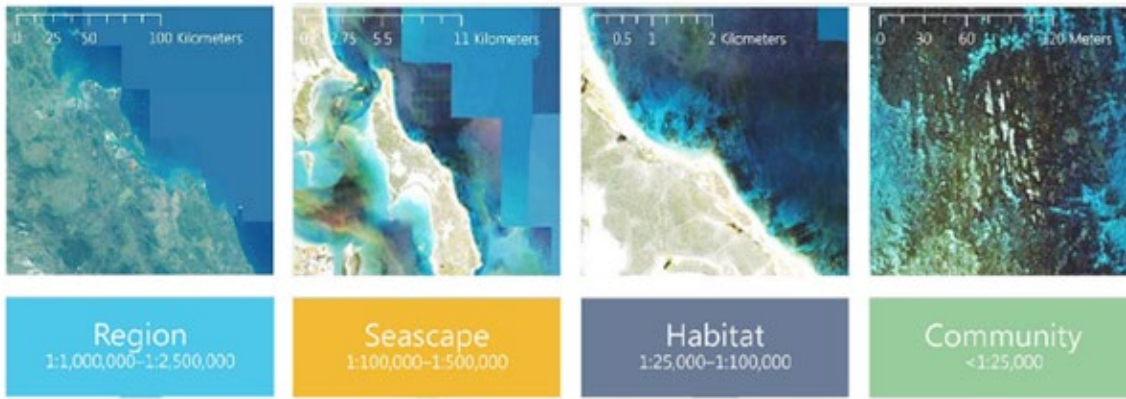 0 25 50 100 Kilometers
2.75 5.5 11 Kilometers
0.5 1 2 Kilometers
0 30 60 120 Meters
Region
1:1,000,000–1:2,500,000
Seascape
1:100,000–1:500,000
Habitat
1:25,000–1:100,000
Community
<1:25,000